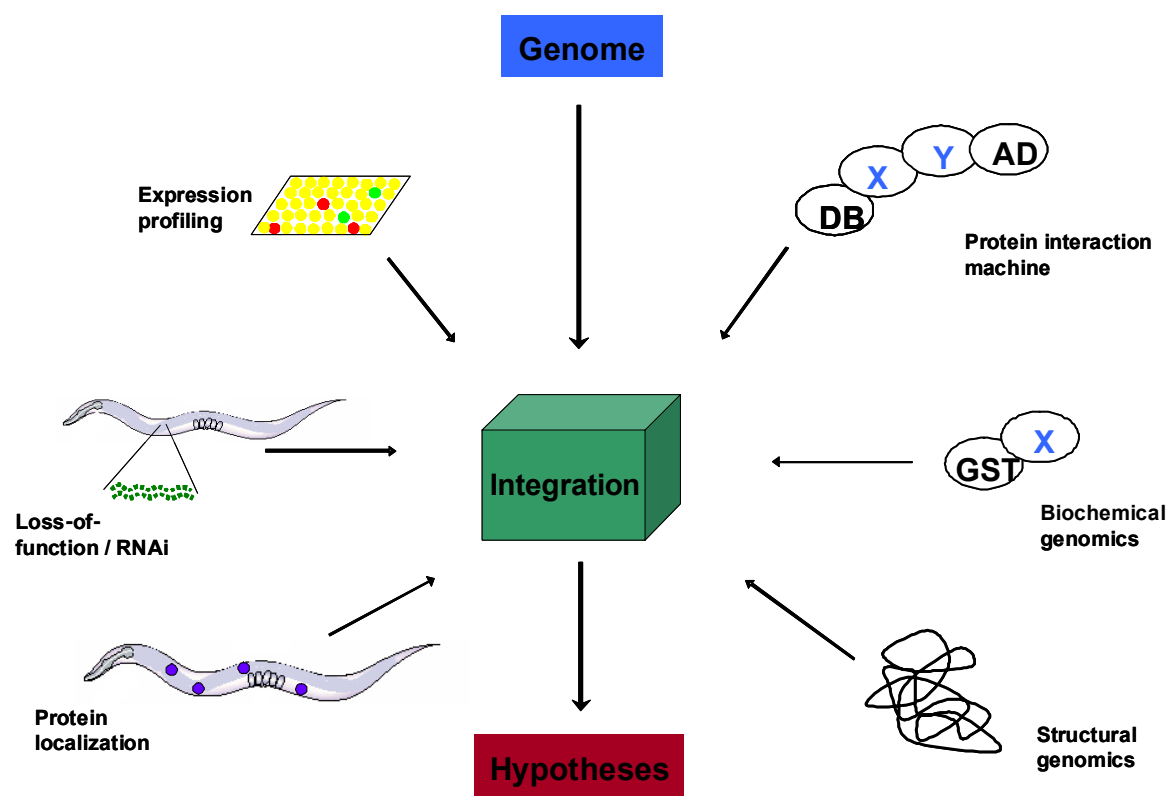 Genome
Expression
profiling
DB
X
Y
AD
Protein interaction
machine
Loss-of-
function / RNAi
Integration
GST
X
Biochemical
genomics
Protein
localization
Structural
genomics
Hypotheses